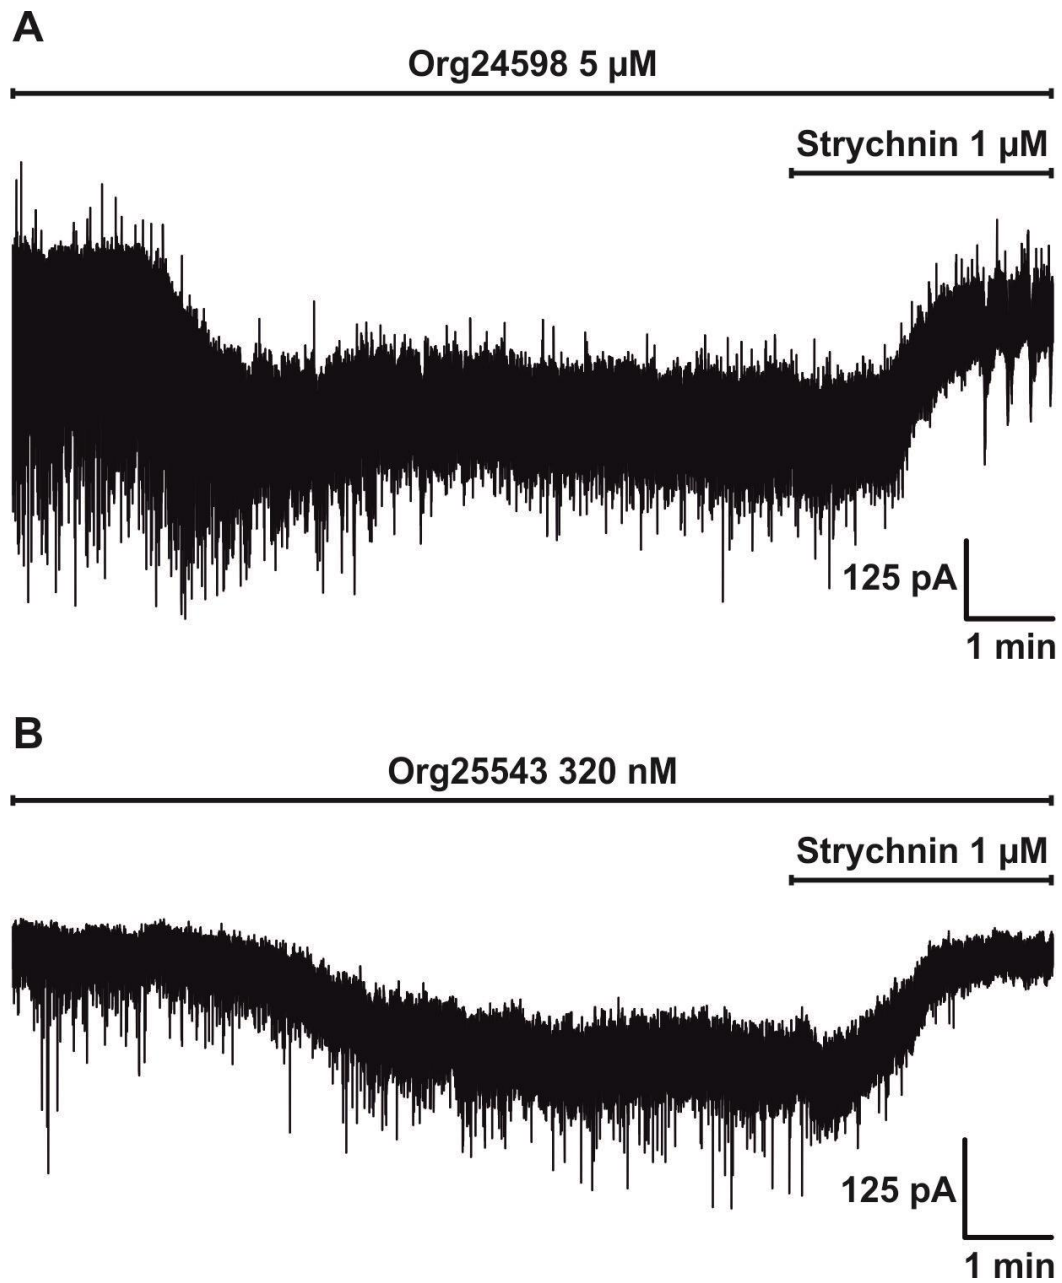 A
Org24598 5 µM
Strychnin 1 µM
125 pA
1 min
B
Org25543 320 nM
Strychnin 1 µM
125 pA
1 min